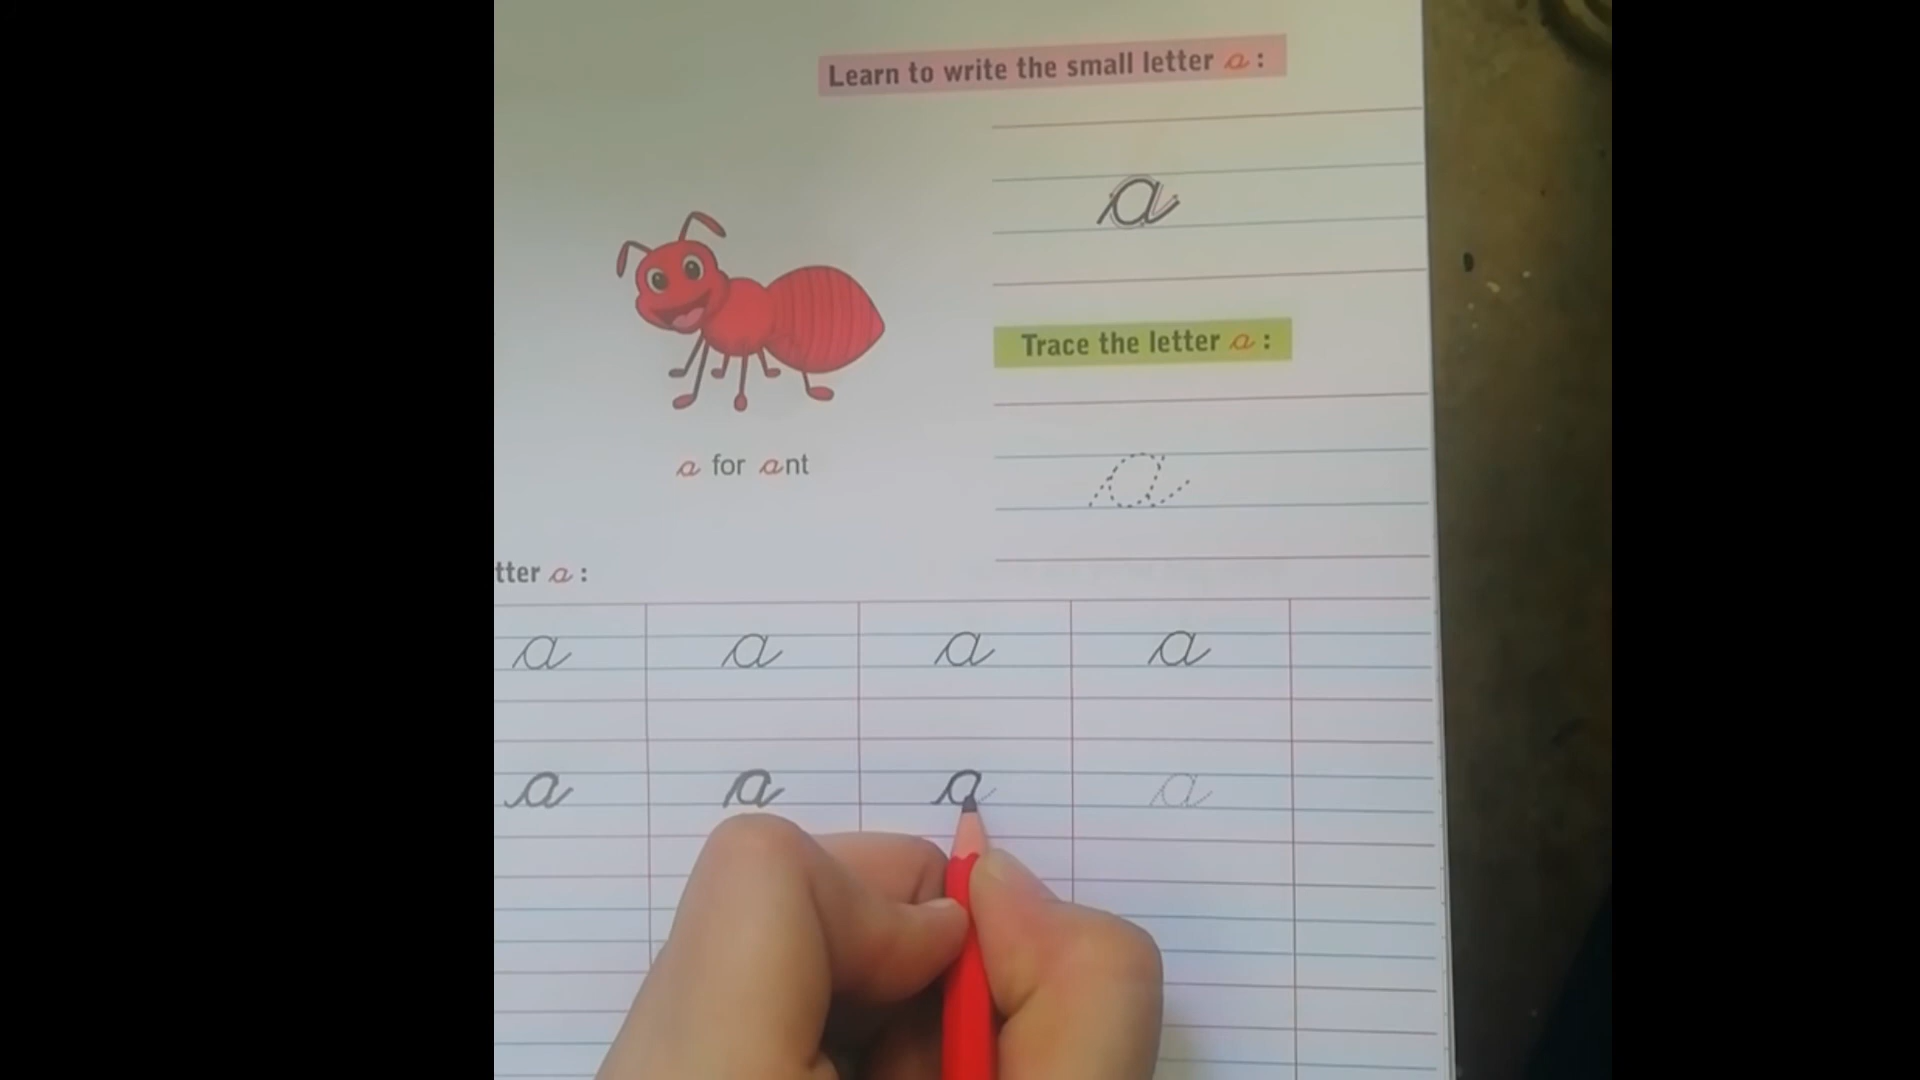 Learn to write the small letter a :
a
Trace the letter a :
a
a for ant
tter a :
a a a a
a a a a